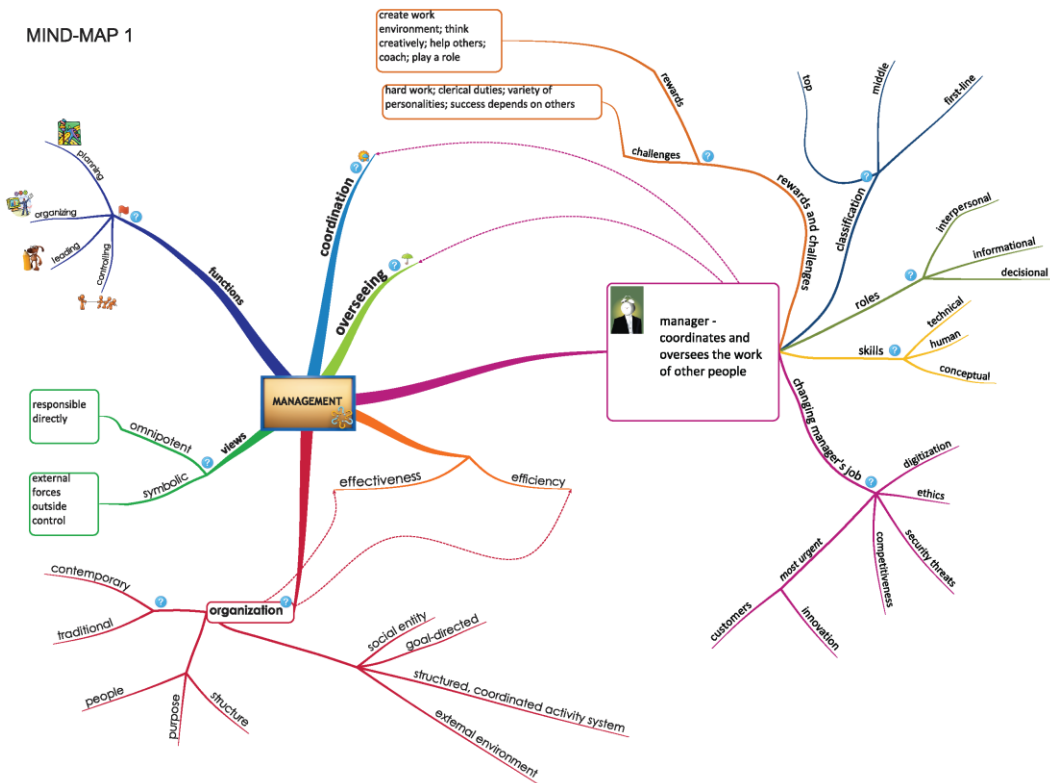 MIND-MAP 1
create work
environment; think
creatively; help others;
coach; play a role
rewards
hard work; clerical duties; variety of
personalities; success depends on others
challenges
rewards and challenges
top
middle
first-line
classification
interpersonal
informational
decisional
roles
technical
human
conceptual
skills
manager -
coordinates and
oversees the work
of other people
changing manager's job
digitization
ethics
security threats
competitiveness
most urgent
customers
innovation
planning
organizing
leading
controlling
functions
coordination
overseeing
MANAGEMENT
responsible
directly
omnipotent
views
symbolic
external
forces
outside
control
effectiveness
efficiency
contemporary
traditional
organization
people
purpose
structure
social entity
goal-directed
structured, coordinated activity system
external environment